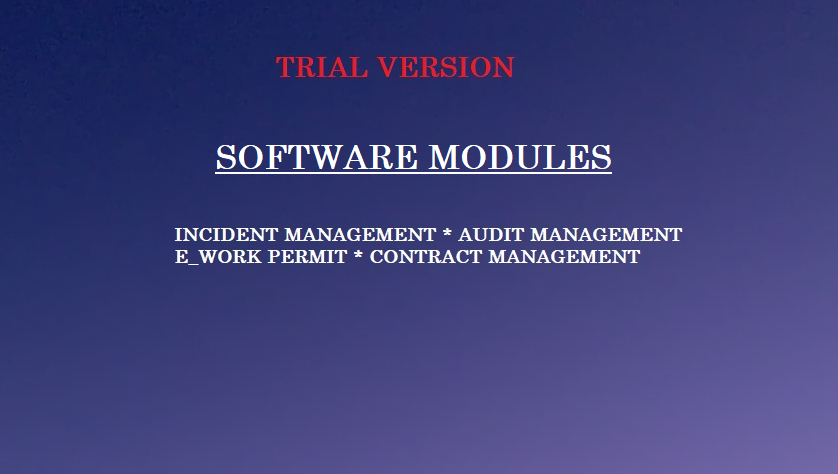 TRIAL VERSION
SOFTWARE MODULES
INCIDENT MANAGEMENT * AUDIT MANAGEMENT
E_WORK PERMIT * CONTRACT MANAGEMENT